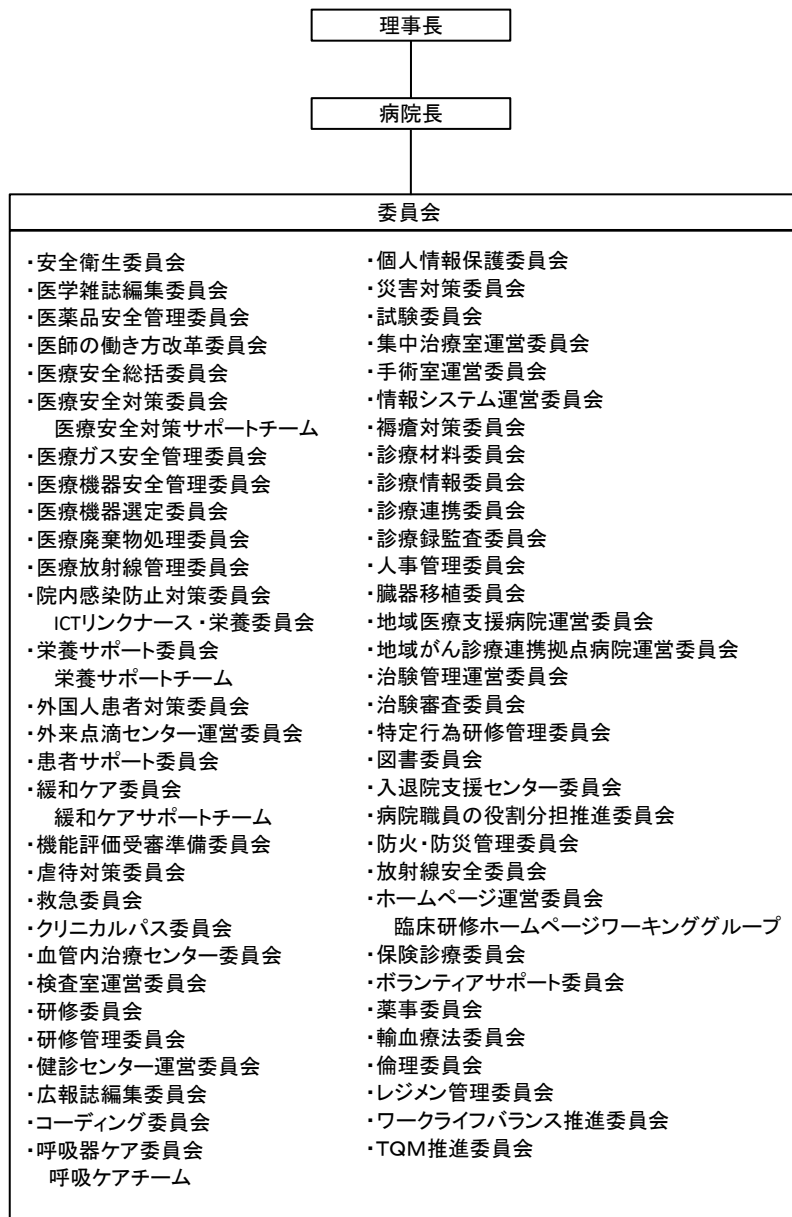 理事長
病院長
委員会
・安全衛生委員会
・医学雑誌編集委員会
・医薬品安全管理委員会
・医師の働き方改革委員会
・医療安全総括委員会
・医療安全対策委員会
医療安全対策サポートチーム
・医療ガス安全管理委員会
・医療機器安全管理委員会
・医療機器選定委員会
・医療廃棄物処理委員会
・医療放射線管理委員会
・院内感染防止対策委員会
ICTリンクナース・栄養委員会
・栄養サポート委員会
栄養サポートチーム
・外国人患者対策委員会
・外来点滴センター運営委員会
・患者サポート委員会
・緩和ケア委員会
緩和ケアサポートチーム
・機能評価受審準備委員会
・虐待対策委員会
・救急委員会
・クリニカルパス委員会
・血管内治療センター委員会
・検査室運営委員会
・研修委員会
・研修管理委員会
・健診センター運営委員会
・広報誌編集委員会
・コーディング委員会
・呼吸器ケア委員会
呼吸ケアチーム
・個人情報保護委員会
・災害対策委員会
・試験委員会
・集中治療室運営委員会
・手術室運営委員会
・情報システム運営委員会
・褥瘡対策委員会
・診療材料委員会
・診療情報委員会
・診療連携委員会
・診療録監査委員会
・人事管理委員会
・臓器移植委員会
・地域医療支援病院運営委員会
・地域がん診療連携拠点病院運営委員会
・治験管理運営委員会
・治験審査委員会
・特定行為研修管理委員会
・図書委員会
・入退院支援センター委員会
・病院職員の役割分担推進委員会
・防火・防災管理委員会
・放射線安全委員会
・ホームページ運営委員会
臨床研修ホームページワーキンググループ
・保険診療委員会
・ボランティアサポート委員会
・薬事委員会
・輸血療法委員会
・倫理委員会
・レジメン管理委員会
・ワークライフバランス推進委員会
・TQM推進委員会